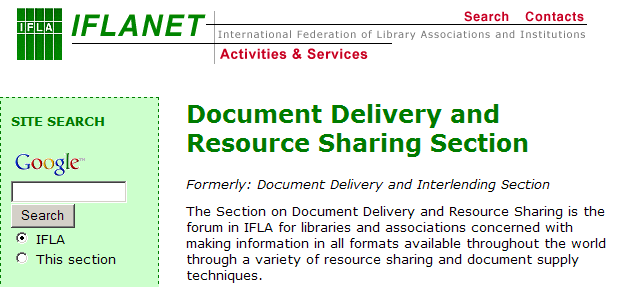 IFLA
IFLANET
Search Contacts
International Federation of Library Associations and Institutions
Activities & Services
SITE SEARCH
Google™
Search
IFLA
This section
Document Delivery and
Resource Sharing Section
Formerly: Document Delivery and Interlending Section
The Section on Document Delivery and Resource Sharing is the
forum in IFLA for libraries and associations concerned with
making information in all formats available throughout the world
through a variety of resource sharing and document supply
techniques.